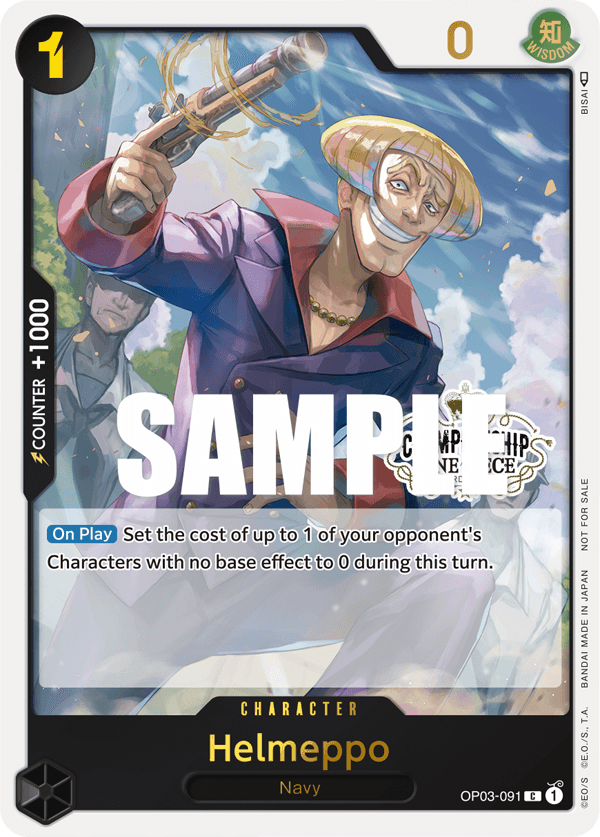 1
0
知
WISDOM
BISAI
COUNTER +1000
SAMPLE
CHAMPIONSHIP
ONE PIECE
On Play Set the cost of up to 1 of your opponent's
Characters with no base effect to 0 during this turn.
CHARACTER
Helmeppo
Navy
OP03-091 C 1
©E.O/S ©E.O./S., T.A. BANDAI MADE IN JAPAN NOT FOR SALE